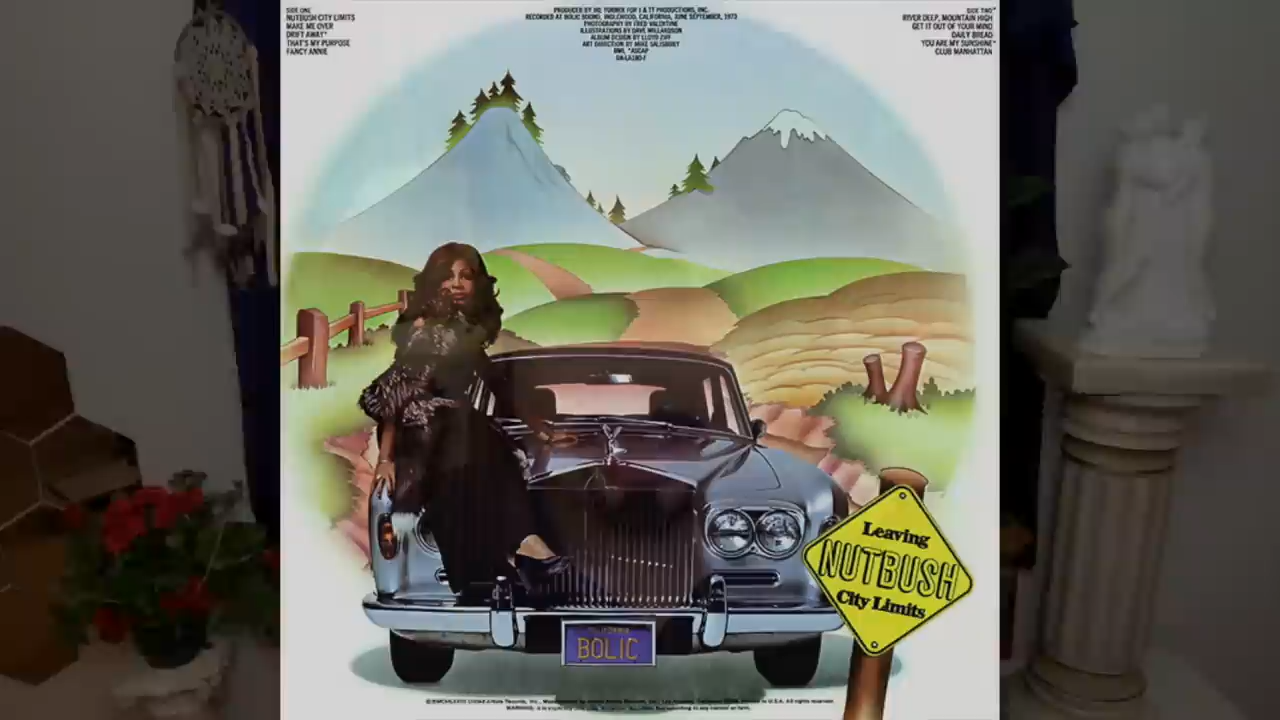 SIDE ONE
NUTBUSH CITY LIMITS
MAKE ME OVER
DRIFT AWAY*
THAT'S MY PURPOSE
FANCY ANNIE
PRODUCED BY IKE TURNER FOR I & TT PRODUCTIONS, INC.
RECORDED AT BOLIC SOUND, INGLEWOOD, CALIFORNIA, JUNE SEPTEMBER, 1973
PHOTOGRAPHY BY FRED VALENTINE
ILLUSTRATIONS BY DAVE WILLARDSON
ALBUM DESIGN BY LLOYD ZIFF
ART DIRECTION BY MIKE SALISBURY
BMI, *ASCAP
SIDE TWO
RIVER DEEP, MOUNTAIN HIGH
GET IT OUT OF YOUR MIND
DAILY BREAD
YOU ARE MY SUNSHINE*
CLUB MANHATTAN
Leaving
NUTBUSH
City Limits
BOLIC